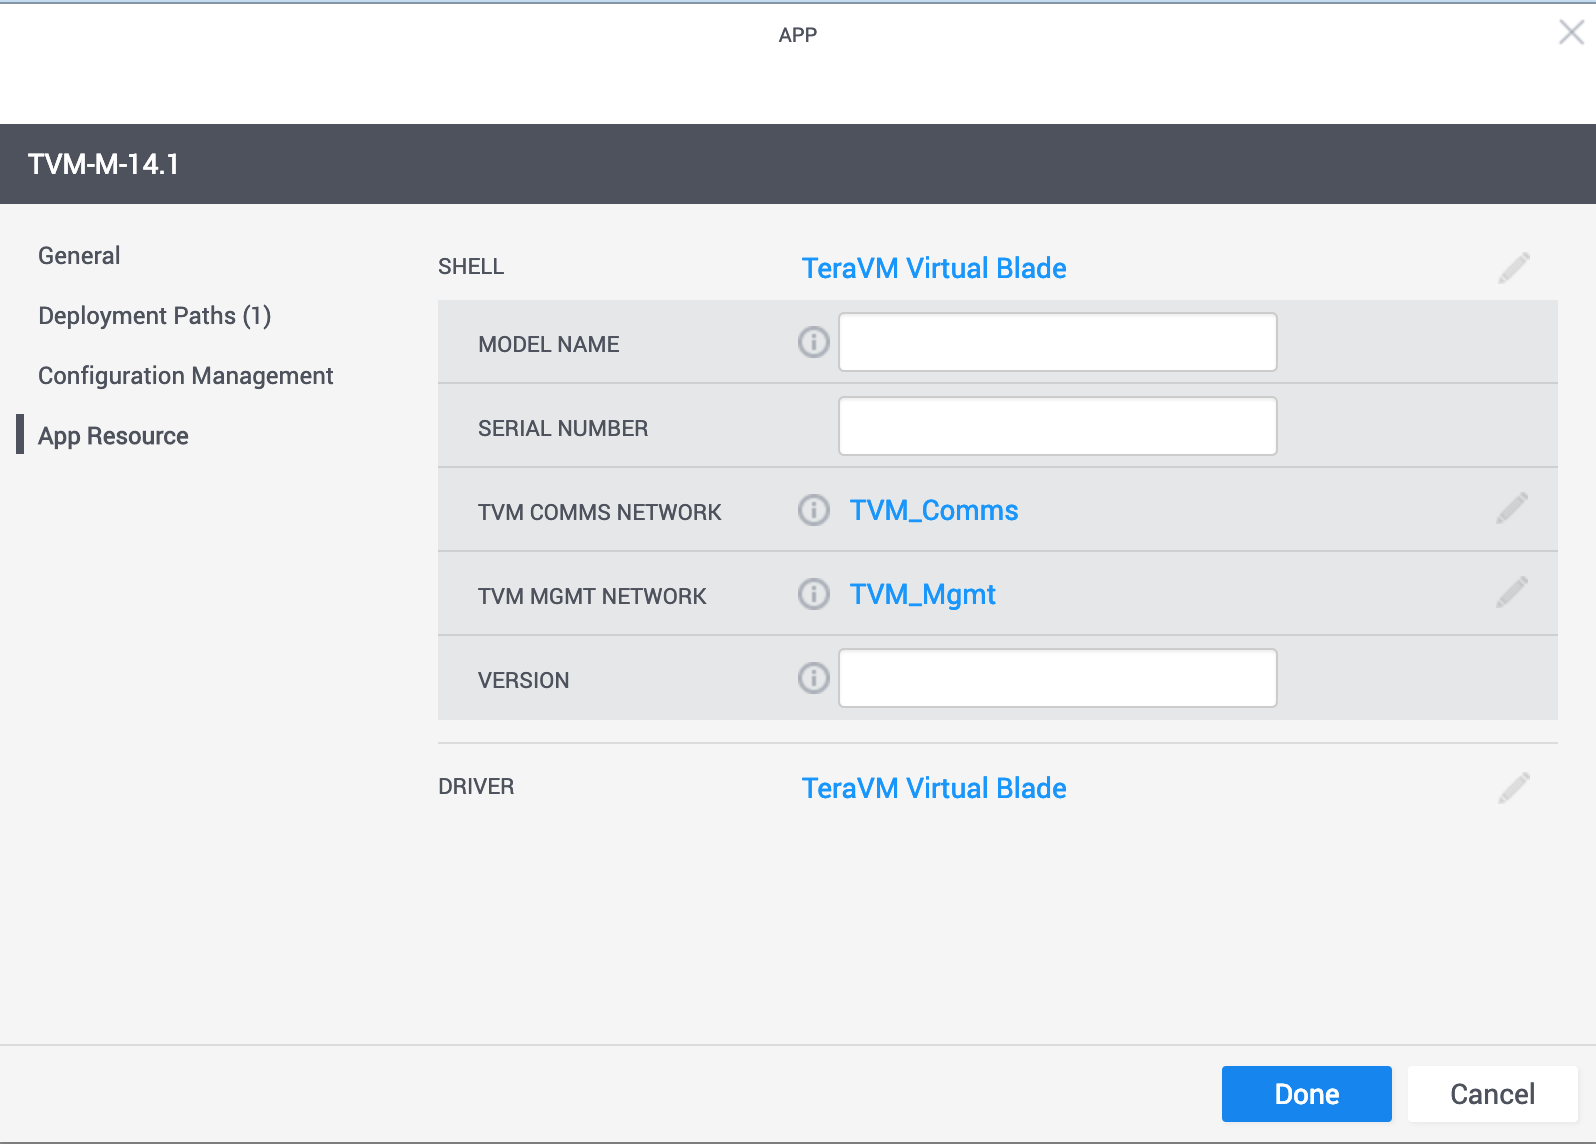 APP
TVM-M-14.1
General
Deployment Paths (1)
Configuration Management
App Resource
SHELL TeraVM Virtual Blade
MODEL NAME
SERIAL NUMBER
TVM COMMS NETWORK TVM_Comms
TVM MGMT NETWORK TVM_Mgmt
VERSION
DRIVER TeraVM Virtual Blade
Done Cancel